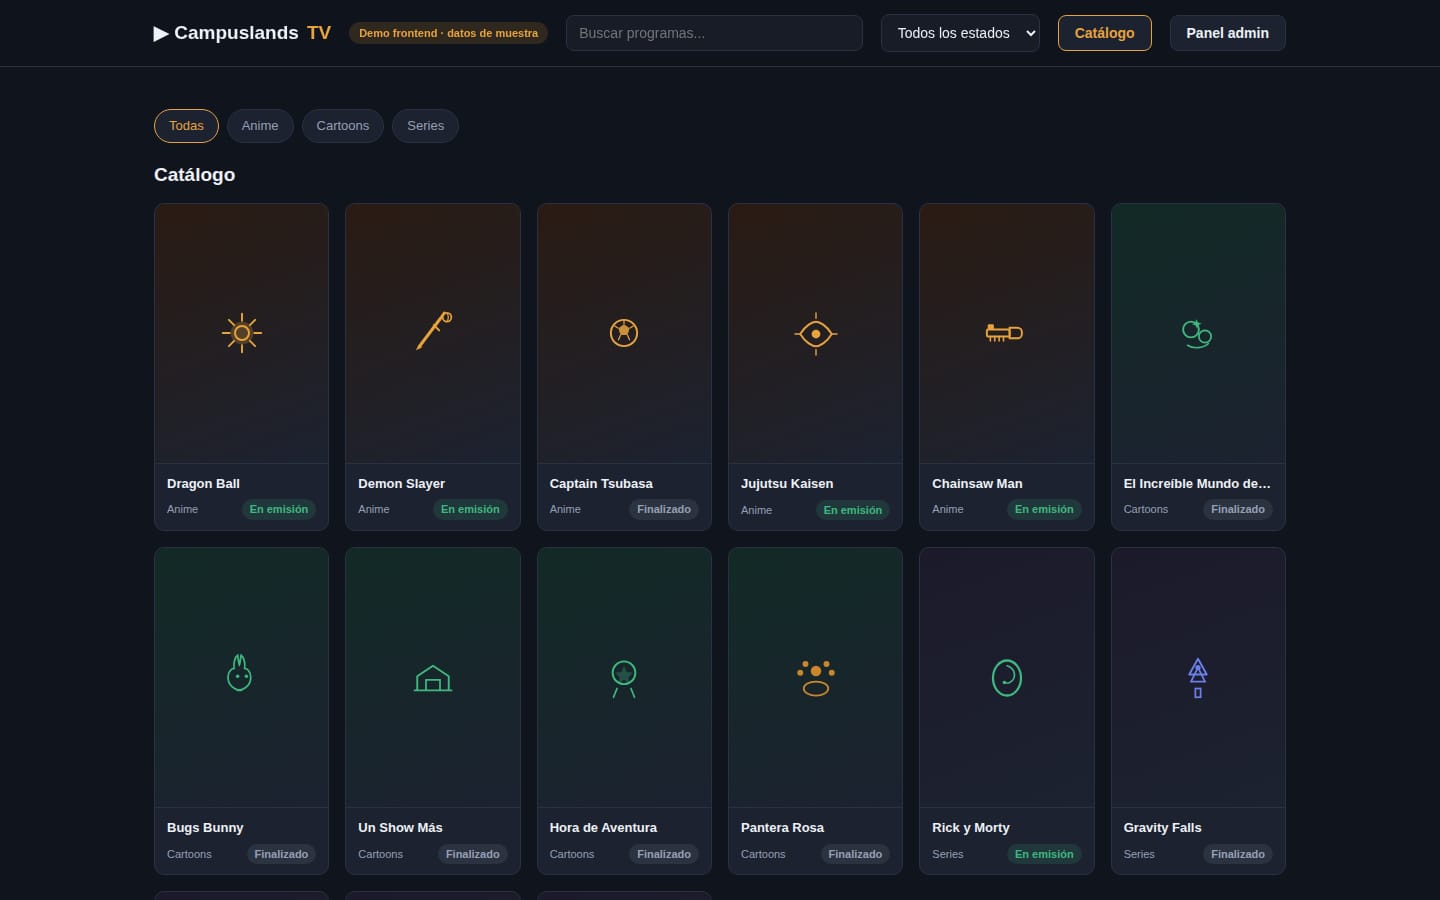 ▶ Campuslands TV
Demo frontend · datos de muestra
Buscar programas...
Todos los estados
Catálogo
Panel admin
Todas
Anime
Cartoons
Series
Catálogo
Dragon Ball
Anime
En emisión
Demon Slayer
Anime
En emisión
Captain Tsubasa
Anime
Finalizado
Jujutsu Kaisen
Anime
En emisión
Chainsaw Man
Anime
En emisión
El Increíble Mundo de…
Cartoons
Finalizado
Bugs Bunny
Cartoons
Finalizado
Un Show Más
Cartoons
Finalizado
Hora de Aventura
Cartoons
Finalizado
Pantera Rosa
Cartoons
Finalizado
Rick y Morty
Series
En emisión
Gravity Falls
Series
Finalizado